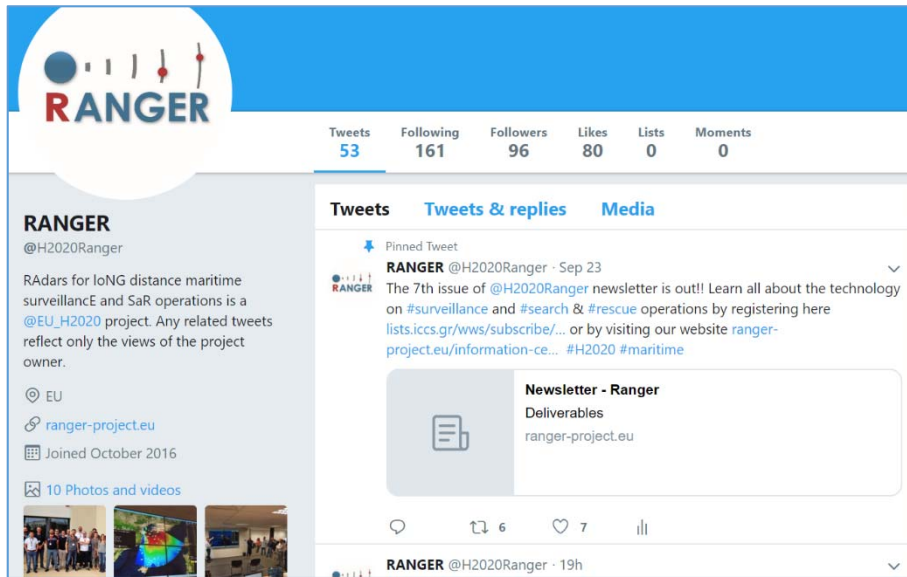 RANGER
Tweets Following Followers Likes Lists Moments
53 161 96 80 0 0
RANGER
@H2020Ranger
RAdars for loNG distance maritime
surveillancE and SaR operations is a
@EU_H2020 project. Any related tweets
reflect only the views of the project
owner.
EU
ranger-project.eu
Joined October 2016
10 Photos and videos
Tweets Tweets & replies Media
Pinned Tweet
RANGER @H2020Ranger · Sep 23
RANGER
The 7th issue of @H2020Ranger newsletter is out!! Learn all about the technology
on #surveillance and #search & #rescue operations by registering here
lists.iccs.gr/wws/subscribe/... or by visiting our website ranger-
project.eu/information-ce... #H2020 #maritime
Newsletter - Ranger
Deliverables
ranger-project.eu
6 7
RANGER @H2020Ranger · 19h